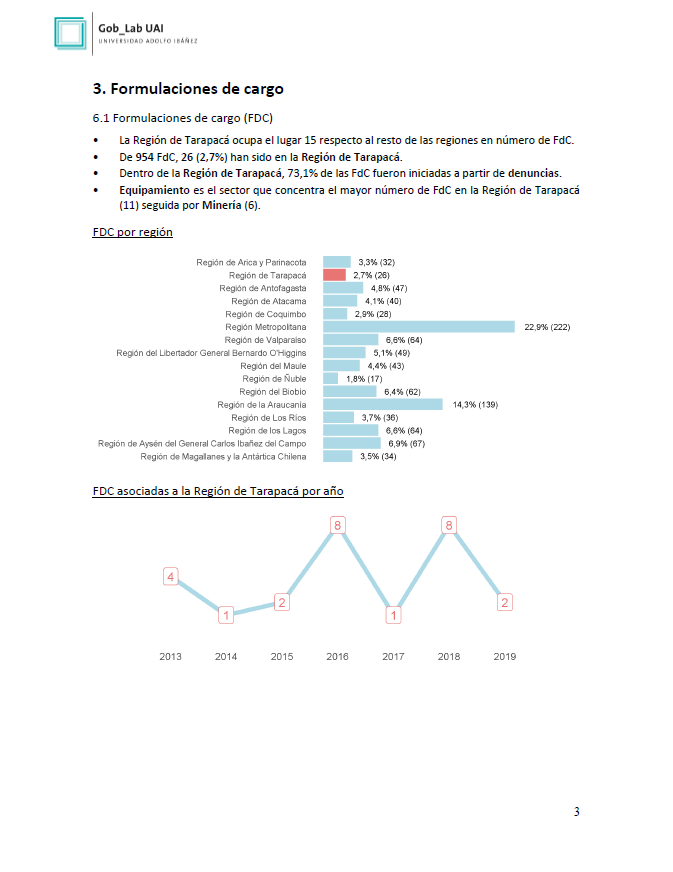 Gob_Lab UAI
UNIVERSIDAD ADOLFO IBÁÑEZ
3. Formulaciones de cargo
6.1 Formulaciones de cargo (FDC)
• La Región de Tarapacá ocupa el lugar 15 respecto al resto de las regiones en número de FdC.
• De 954 FdC, 26 (2,7%) han sido en la Región de Tarapacá.
• Dentro de la Región de Tarapacá, 73,1% de las FdC fueron iniciadas a partir de denuncias.
• Equipamiento es el sector que concentra el mayor número de FdC en la Región de Tarapacá
(11) seguida por Minería (6).
FDC por región
Región de Arica y Parinacota 3,3% (32)
Región de Tarapacá 2,7% (26)
Región de Antofagasta 4,8% (47)
Región de Atacama 4,1% (40)
Región de Coquimbo 2,9% (28)
Región Metropolitana 22,9% (222)
Región de Valparaíso 6,6% (64)
Región del Libertador General Bernardo O'Higgins 5,1% (49)
Región del Maule 4,4% (43)
Región de Ñuble 1,8% (17)
Región del Biobío 6,4% (62)
Región de la Araucanía 14,3% (139)
Región de Los Ríos 3,7% (36)
Región de los Lagos 6,6% (64)
Región de Aysén del General Carlos Ibañez del Campo 6,9% (67)
Región de Magallanes y la Antártica Chilena 3,5% (34)
FDC asociadas a la Región de Tarapacá por año
4 1 2 8 1 8 2
2013 2014 2015 2016 2017 2018 2019
3